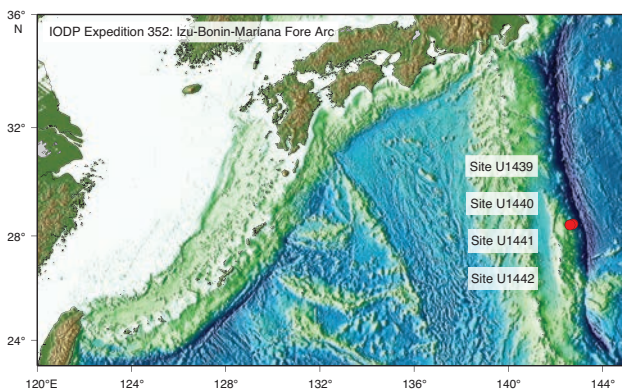 36°
N
IODP Expedition 352: Izu-Bonin-Mariana Fore Arc
32°
Site U1439
Site U1440
28°
Site U1441
Site U1442
24°
120°E
124°
128°
132°
136°
140°
144°